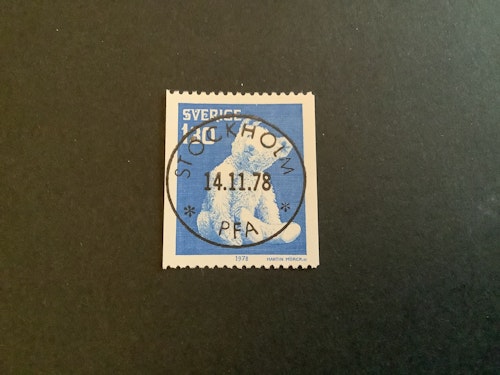 SVERIGE
STOCKHOLM
14.11.78
* *
PFA
1978